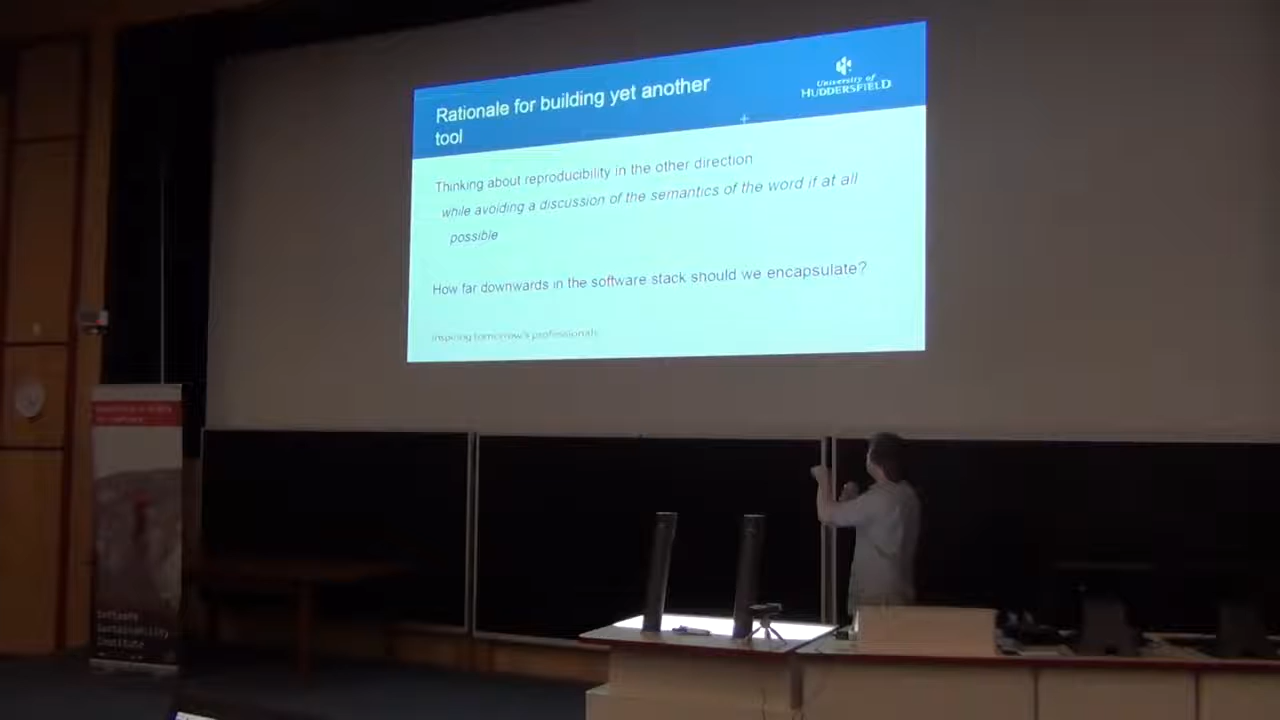 Rationale for building yet another
tool
University of
HUDDERSFIELD
Thinking about reproducibility in the other direction
while avoiding a discussion of the semantics of the word if at all
possible
How far downwards in the software stack should we encapsulate?
Inspiring tomorrow's professionals
Software
Sustainability
Institute